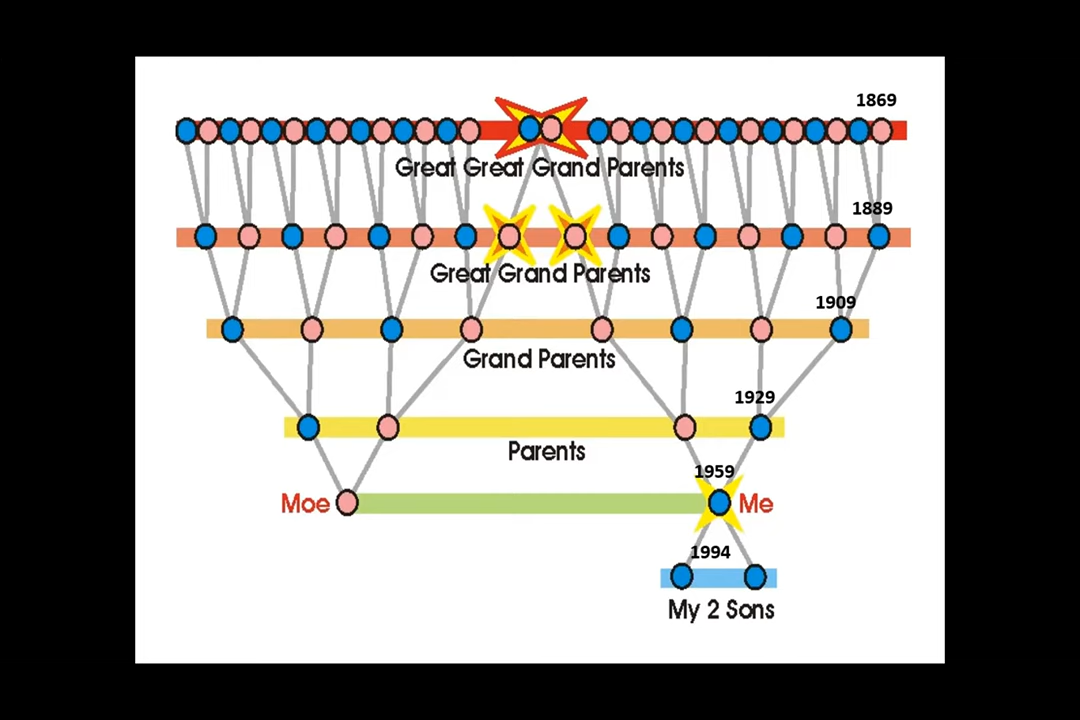 1869
Great Great Grand Parents
1889
Great Grand Parents
1909
Grand Parents
1929
Parents
1959
Moe
Me
1994
My 2 Sons